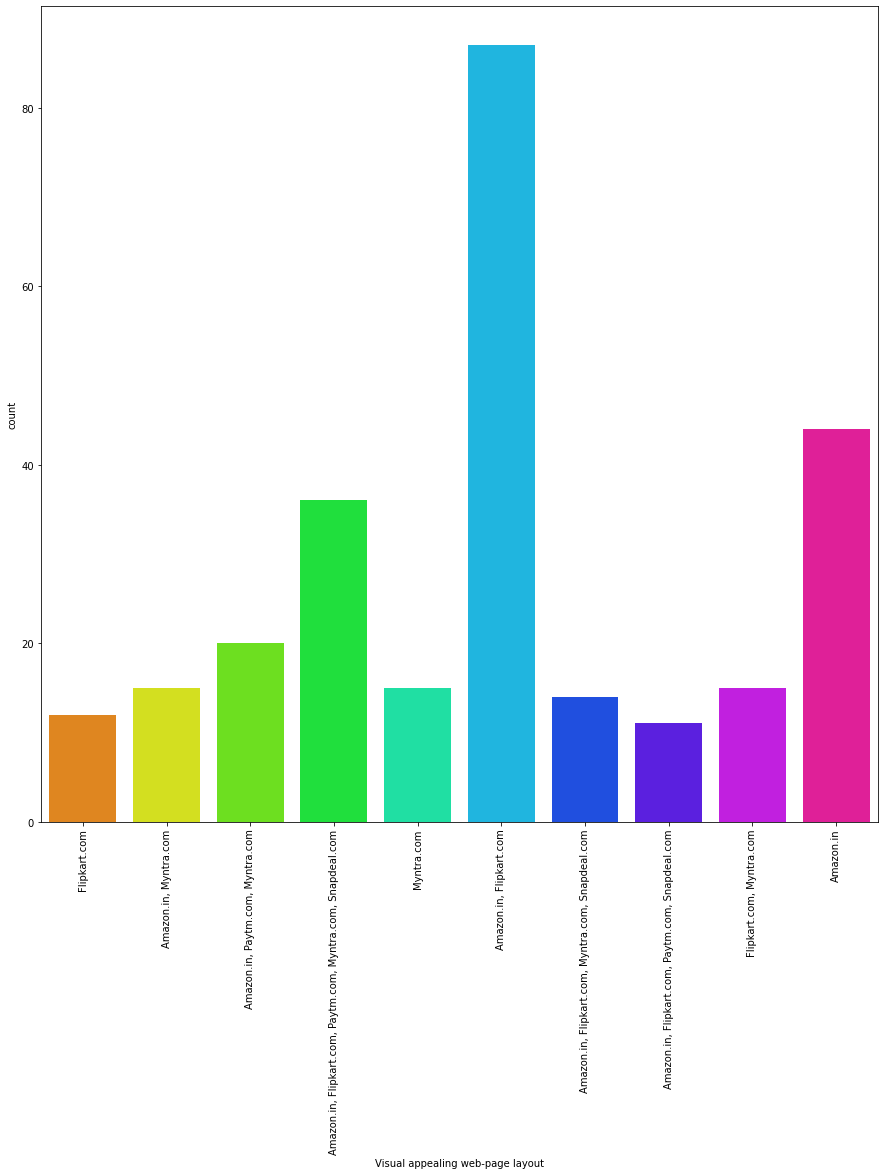 80
60
40
20
0
count
Flipkart.com
Amazon.in, Myntra.com
Amazon.in, Paytm.com, Myntra.com
Amazon.in, Flipkart.com, Paytm.com, Myntra.com, Snapdeal.com
Myntra.com
Amazon.in, Flipkart.com
Amazon.in, Flipkart.com, Myntra.com, Snapdeal.com
Amazon.in, Flipkart.com, Paytm.com, Snapdeal.com
Flipkart.com, Myntra.com
Amazon.in
Visual appealing web-page layout